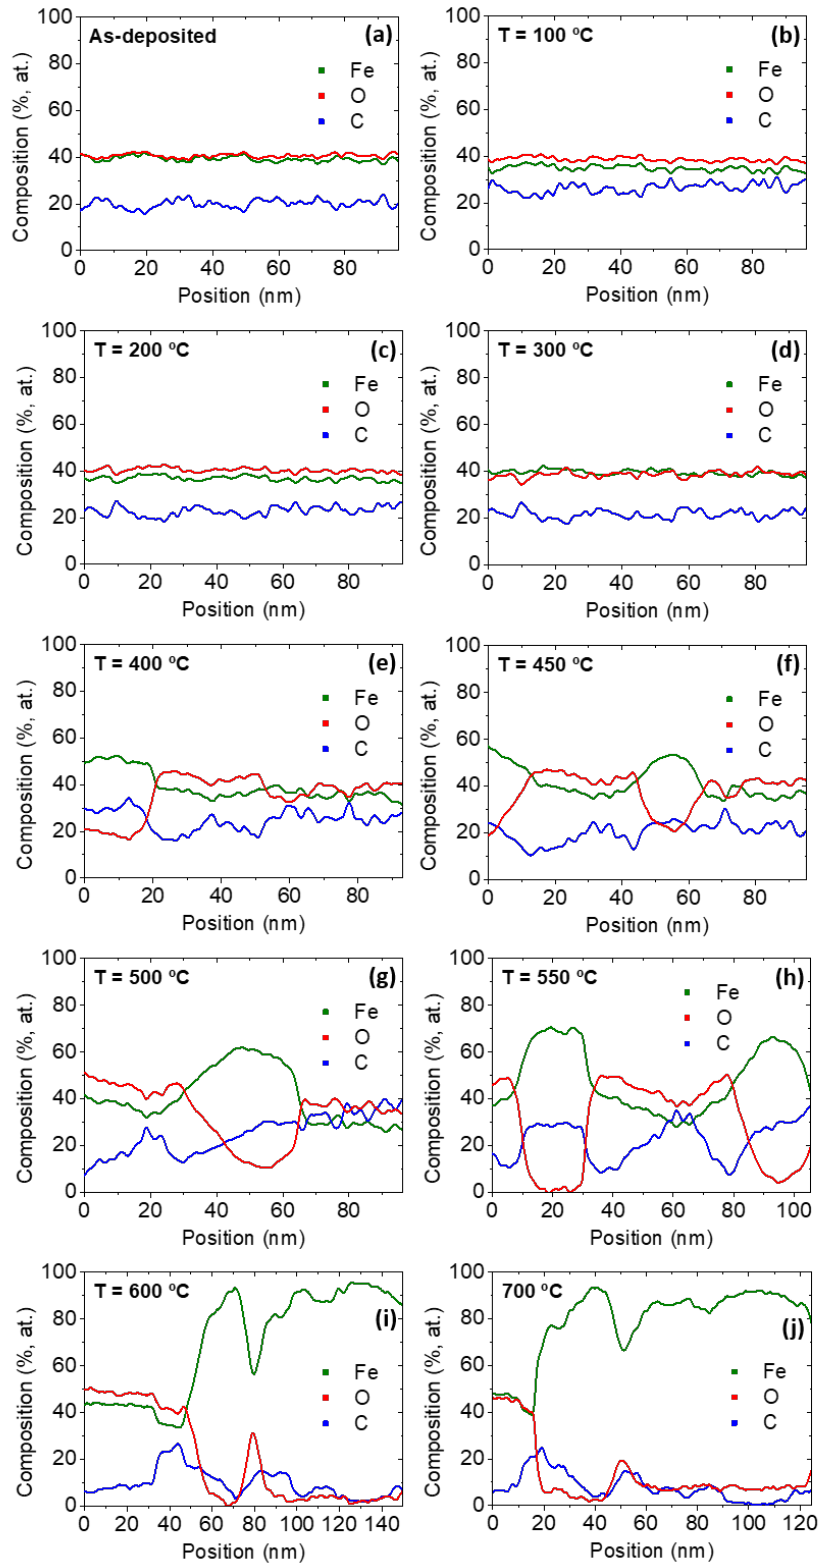 As-deposited
(a)
Fe
O
C
Composition (%, at.)
100
80
60
40
20
0
0 20 40 60 80
Position (nm)
T = 100 ºC
(b)
Fe
O
C
Composition (%, at.)
100
80
60
40
20
0
0 20 40 60 80
Position (nm)
T = 200 ºC
(c)
Fe
O
C
Composition (%, at.)
100
80
60
40
20
0
0 20 40 60 80
Position (nm)
T = 300 ºC
(d)
Fe
O
C
Composition (%, at.)
100
80
60
40
20
0
0 20 40 60 80
Position (nm)
T = 400 ºC
(e)
Fe
O
C
Composition (%, at.)
100
80
60
40
20
0
0 20 40 60 80
Position (nm)
T = 450 ºC
(f)
Fe
O
C
Composition (%, at.)
100
80
60
40
20
0
0 20 40 60 80
Position (nm)
T = 500 ºC
(g)
Fe
O
C
Composition (%, at.)
100
80
60
40
20
0
0 20 40 60 80
Position (nm)
T = 550 ºC
(h)
Fe
O
C
Composition (%, at.)
100
80
60
40
20
0
0 20 40 60 80 100
Position (nm)
T = 600 ºC
(i)
Fe
O
C
Composition (%, at.)
100
80
60
40
20
0
0 20 40 60 80 100 120 140
Position (nm)
700 ºC
(j)
Fe
O
C
Composition (%, at.)
100
80
60
40
20
0
0 20 40 60 80 100 120
Position (nm)